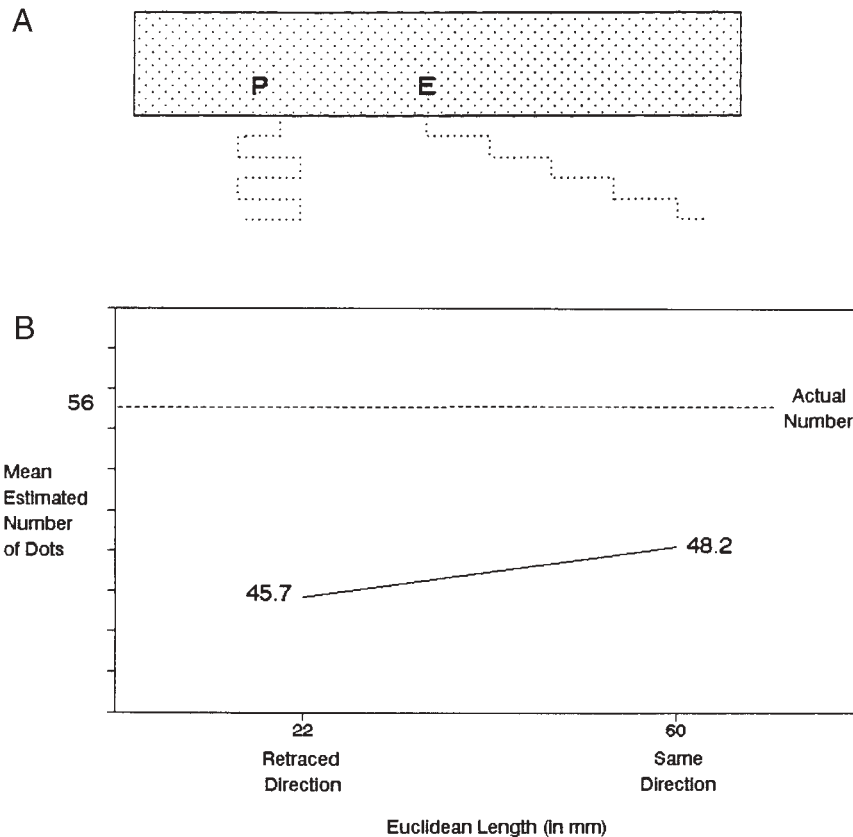 A
P E
B
56
Actual
Number
Mean
Estimated
Number
of Dots
48.2
45.7
22 60
Retraced Same
Direction Direction
Euclidean Length (in mm)